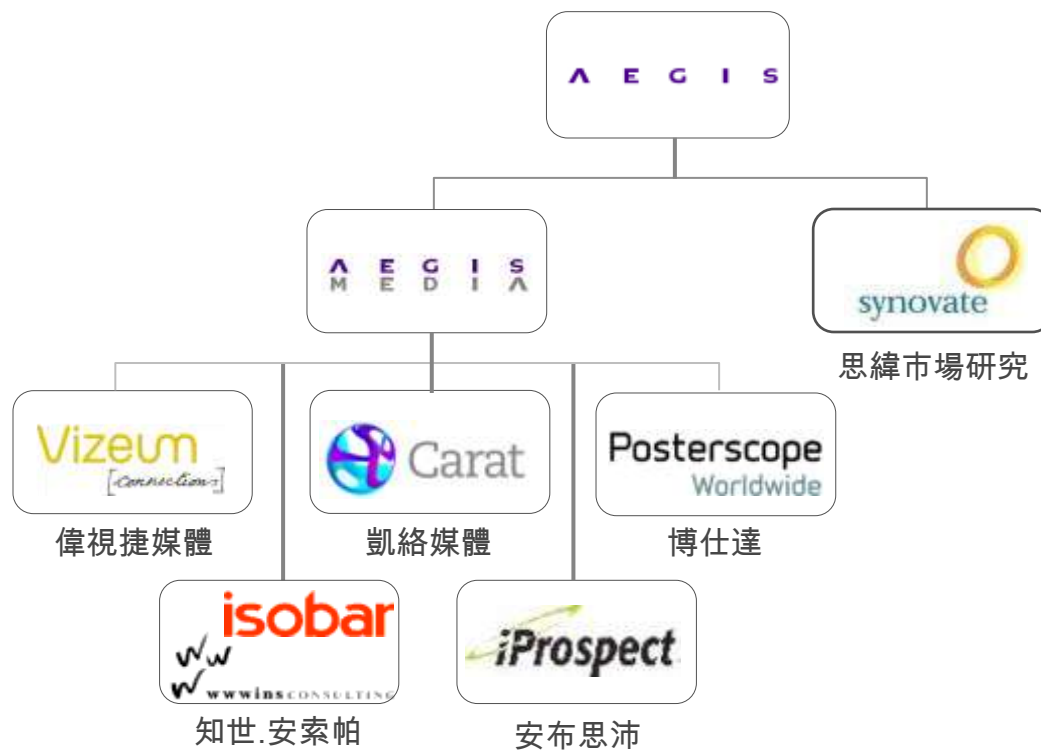 AEGIS
AEGIS
MEDIA
synovate
思緯市場研究
Vizeum
[connections]
Carat
Posterscope
Worldwide
偉視捷媒體
凱絡媒體
博仕達
isobar
wwwins CONSULTING
iProspect
知世.安索帕
安布思沛